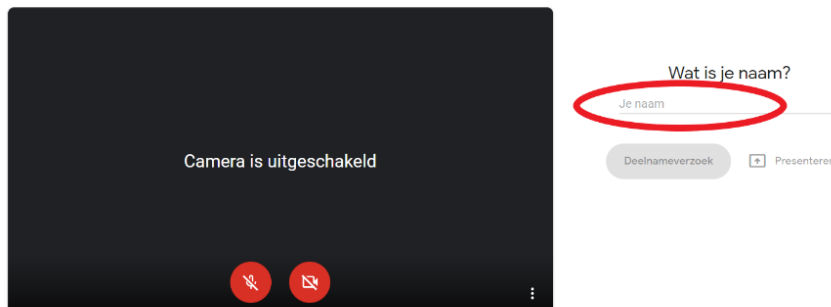 Wat is je naam?
Je naam
Camera is uitgeschakeld
Deelnameverzoek
Presenteren